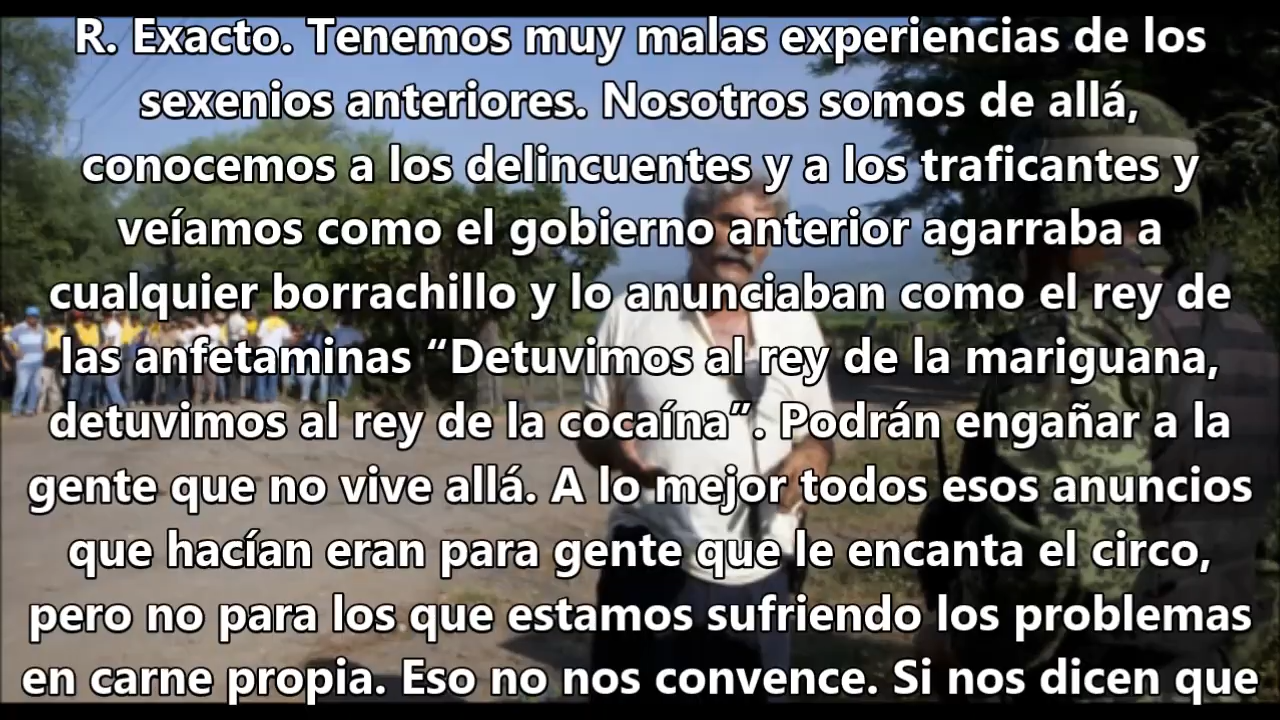 R. Exacto. Tenemos muy malas experiencias de los
sexenios anteriores. Nosotros somos de allá,
conocemos a los delincuentes y a los traficantes y
veíamos como el gobierno anterior agarraba a
cualquier borrachillo y lo anunciaban como el rey de
las anfetaminas “Detuvimos al rey de la mariguana,
detuvimos al rey de la cocaína”. Podrán engañar a la
gente que no vive allá. A lo mejor todos esos anuncios
que hacían eran para gente que le encanta el circo,
pero no para los que estamos sufriendo los problemas
en carne propia. Eso no nos convence. Si nos dicen que